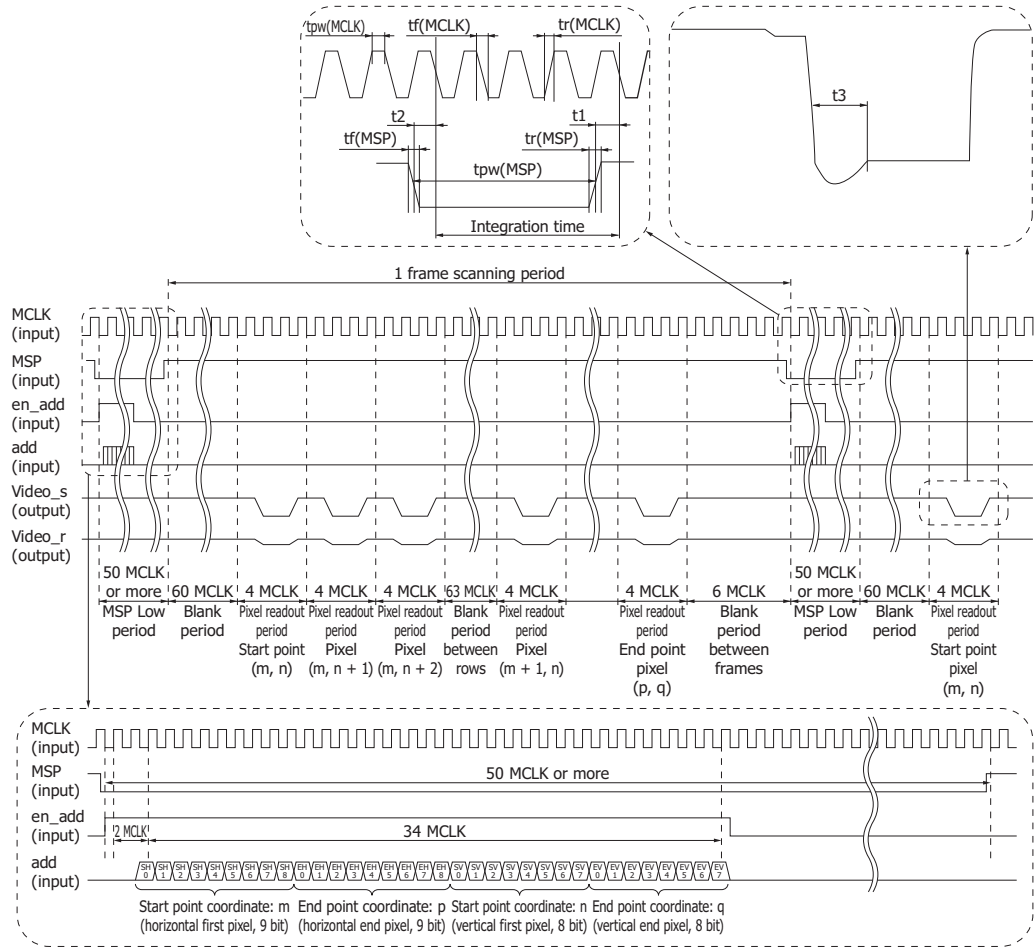 tpw(MCLK)
tf(MCLK)
tr(MCLK)
t2
t1
tf(MSP)
tr(MSP)
tpw(MSP)
Integration time
t3
1 frame scanning period
MCLK
(input)
MSP
(input)
en_add
(input)
add
(input)
Video_s
(output)
Video_r
(output)
50 MCLK
or more
MSP Low
period
60 MCLK
Blank
period
4 MCLK
Pixel readout
period
Start point
(m, n)
4 MCLK
Pixel readout
period
Pixel
(m, n + 1)
4 MCLK
Pixel readout
period
Pixel
(m, n + 2)
63 MCLK
Blank
period
between
rows
4 MCLK
Pixel readout
period
Pixel
(m + 1, n)
4 MCLK
Pixel readout
period
End point
pixel
(p, q)
6 MCLK
Blank
period
between
frames
50 MCLK
or more
MSP Low
period
60 MCLK
Blank
period
4 MCLK
Pixel readout
period
Start point
pixel
(m, n)
MCLK
(input)
MSP
(input)
50 MCLK or more
en_add
(input)
2 MCLK
34 MCLK
add
(input)
SH 0 SH 1 SH 2 SH 3 SH 4 SH 5 SH 6 SH 7 SH 8 EH 0 EH 1 EH 2 EH 3 EH 4 EH 5 EH 6 EH 7 EH 8 SV 0 SV 1 SV 2 SV 3 SV 4 SV 5 SV 6 SV 7 EV 0 EV 1 EV 2 EV 3 EV 4 EV 5 EV 6 EV 7
Start point coordinate: m
(horizontal first pixel, 9 bit)
End point coordinate: p
(horizontal end pixel, 9 bit)
Start point coordinate: n
(vertical first pixel, 8 bit)
End point coordinate: q
(vertical end pixel, 8 bit)